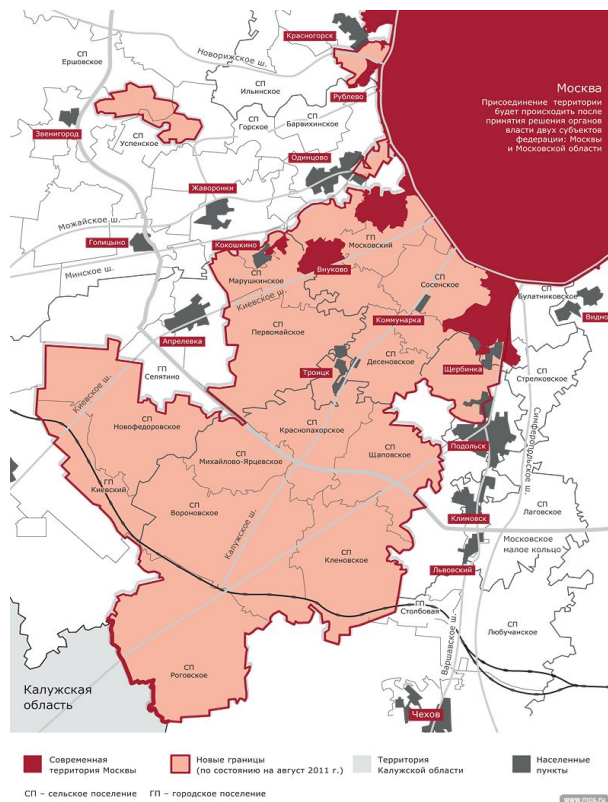 Красногорск
Новорижское ш.
СП
Ершовское
СП
Ильинское
Рублево
Москва
Присоединение территории
будет происходить после
принятия решения органов
власти двух субъектов
федерации: Москвы
и Московской области
Звенигород
СП
Успенское
СП
Горское
СП
Барвихинское
Одинцово
Жаворонки
Можайское ш.
Голицыно
Минское ш.
Кокошкино
ГП
Московский
СП
Марушкинское
Внуково
СП
Сосенское
Киевское ш.
СП
Булатниковское
Видно
Коммунарка
СП
Первомайское
Апрелевка
СП
Десеновское
Троицк
Щербинка
ГП
Селятино
СП
Стрелковское
Киевское ш.
СП
Новофедоровское
СП
Краснопахорское
Симферопольское ш.
СП
Михайлово-Ярцевское
СП
Щаповское
Подольск
ГП
Киевский
СП
Вороновское
Калужское ш.
Климовск
СП
Лаговское
Московское
малое кольцо
СП
Кленовское
Львовский
ГП
Столбовая
Варшавское ш.
СП
Любучанское
СП
Роговское
Калужская
область
Чехов
Современная
территория Москвы
Новые границы
(по состоянию на август 2011 г.)
Территория
Калужской области
Населенные
пункты
СП – сельское поселение ГП – городское поселение